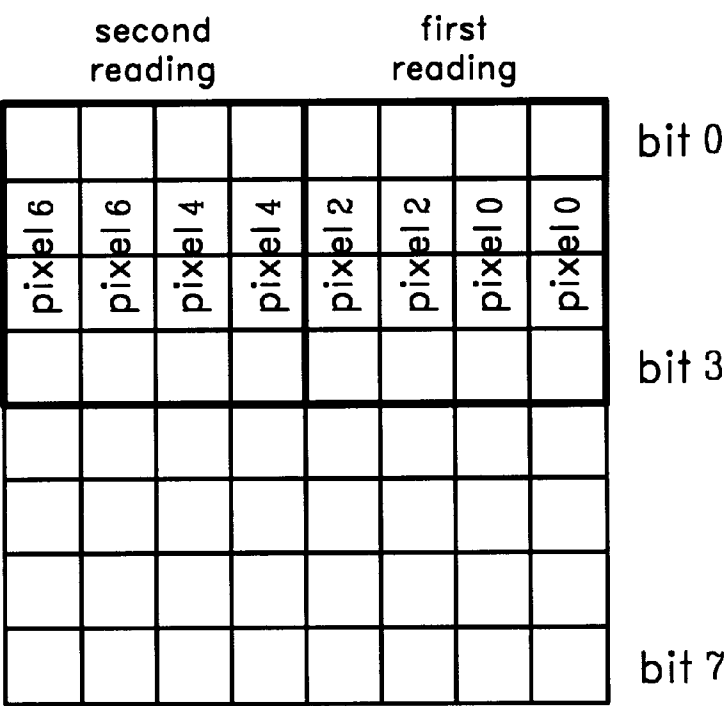 second reading
first reading
bit 0
pixel 6
pixel 6
pixel 4
pixel 4
pixel 2
pixel 2
pixel 0
pixel 0
bit 3
bit 7